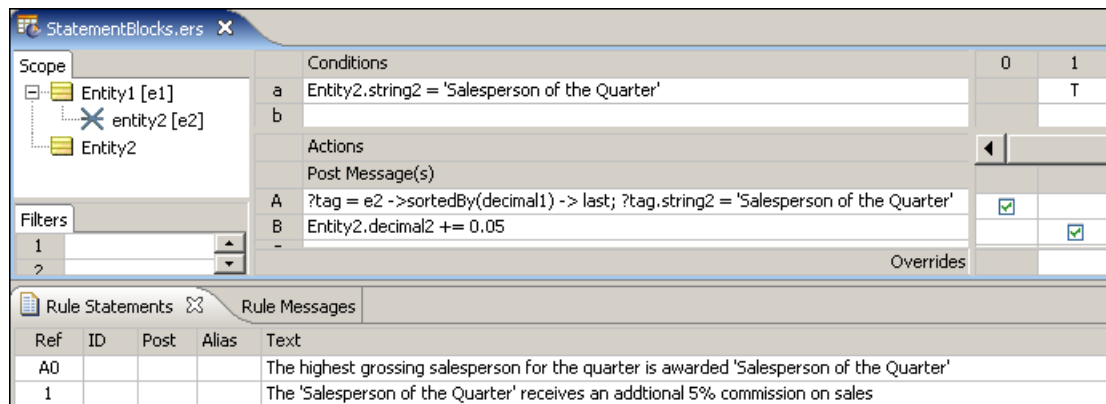 StatementBlocks.ers
Scope
Entity1 [e1]
entity2 [e2]
Entity2
Filters
1
2
Conditions 0 1
a Entity2.string2 = 'Salesperson of the Quarter' T
b
Actions
Post Message(s)
A ?tag = e2 ->sortedBy(decimal1) -> last; ?tag.string2 = 'Salesperson of the Quarter'
B Entity2.decimal2 += 0.05
Overrides
Rule Statements Rule Messages
Ref ID Post Alias Text
A0 The highest grossing salesperson for the quarter is awarded 'Salesperson of the Quarter'
1 The 'Salesperson of the Quarter' receives an addtional 5% commission on sales